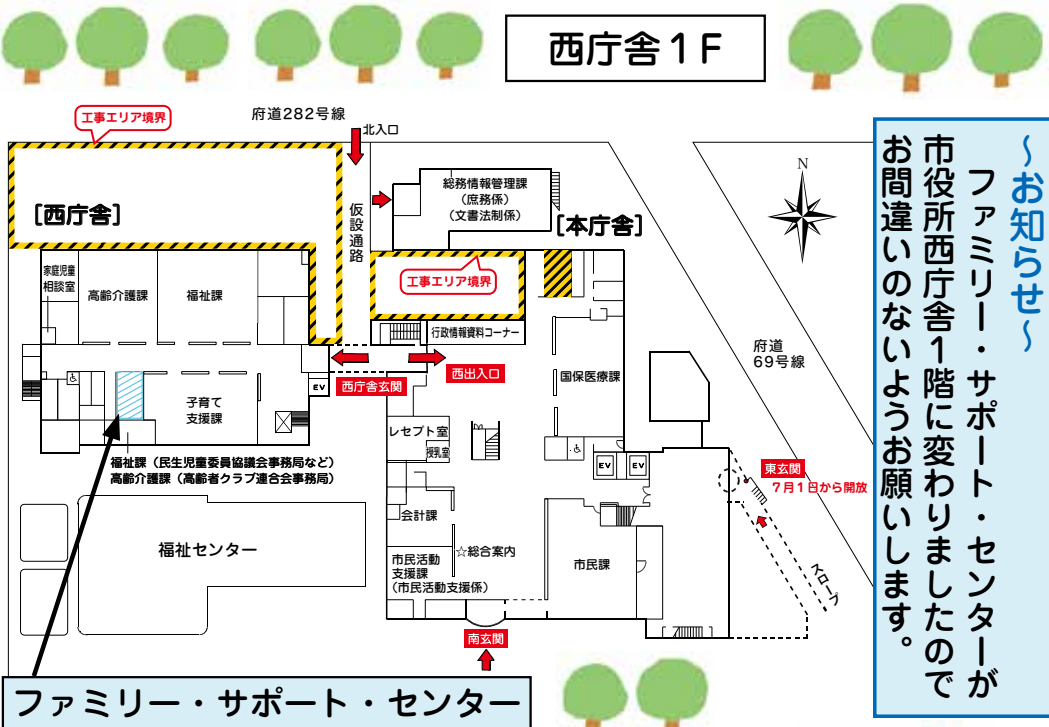 西庁舎1F
～お知らせ～
ファミリー・サポート・センターが
市役所西庁舎1階に変わりましたので
お間違いのないようお願いします。
工事エリア境界
府道282号線
北入口
[西庁舎]
仮設通路
総務情報管理課
(庶務係)
(文書法制係)
[本庁舎]
N
家庭児童
相談室
高齢介護課
福祉課
工事エリア境界
行政情報資料コーナー
府道
69号線
EV
西庁舎玄関
西出入口
国保医療課
子育て
支援課
レセプト室
授乳室
福祉課（民生児童委員協議会事務局など）
高齢介護課（高齢者クラブ連合会事務局）
EV
EV
東玄関
7月1日から開放
会計課
福祉センター
☆総合案内
市民活動
支援課
（市民活動支援係）
市民課
スロープ
南玄関
ファミリー・サポート・センター